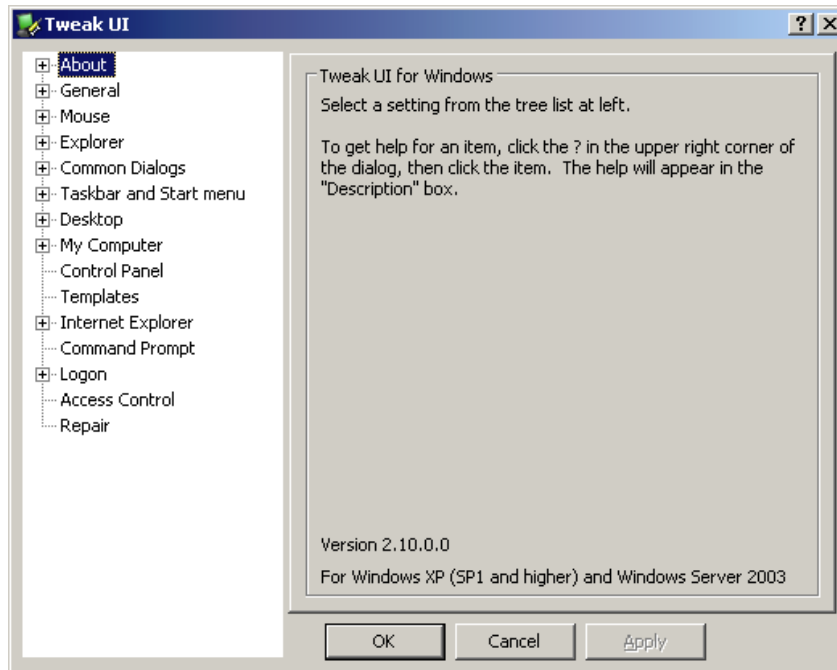 Tweak UI
About
General
Mouse
Explorer
Common Dialogs
Taskbar and Start menu
Desktop
My Computer
Control Panel
Templates
Internet Explorer
Command Prompt
Logon
Access Control
Repair
Tweak UI for Windows
Select a setting from the tree list at left.
To get help for an item, click the ? in the upper right corner of
the dialog, then click the item.  The help will appear in the
"Description" box.
Version 2.10.0.0
For Windows XP (SP1 and higher) and Windows Server 2003
OK
Cancel
Apply